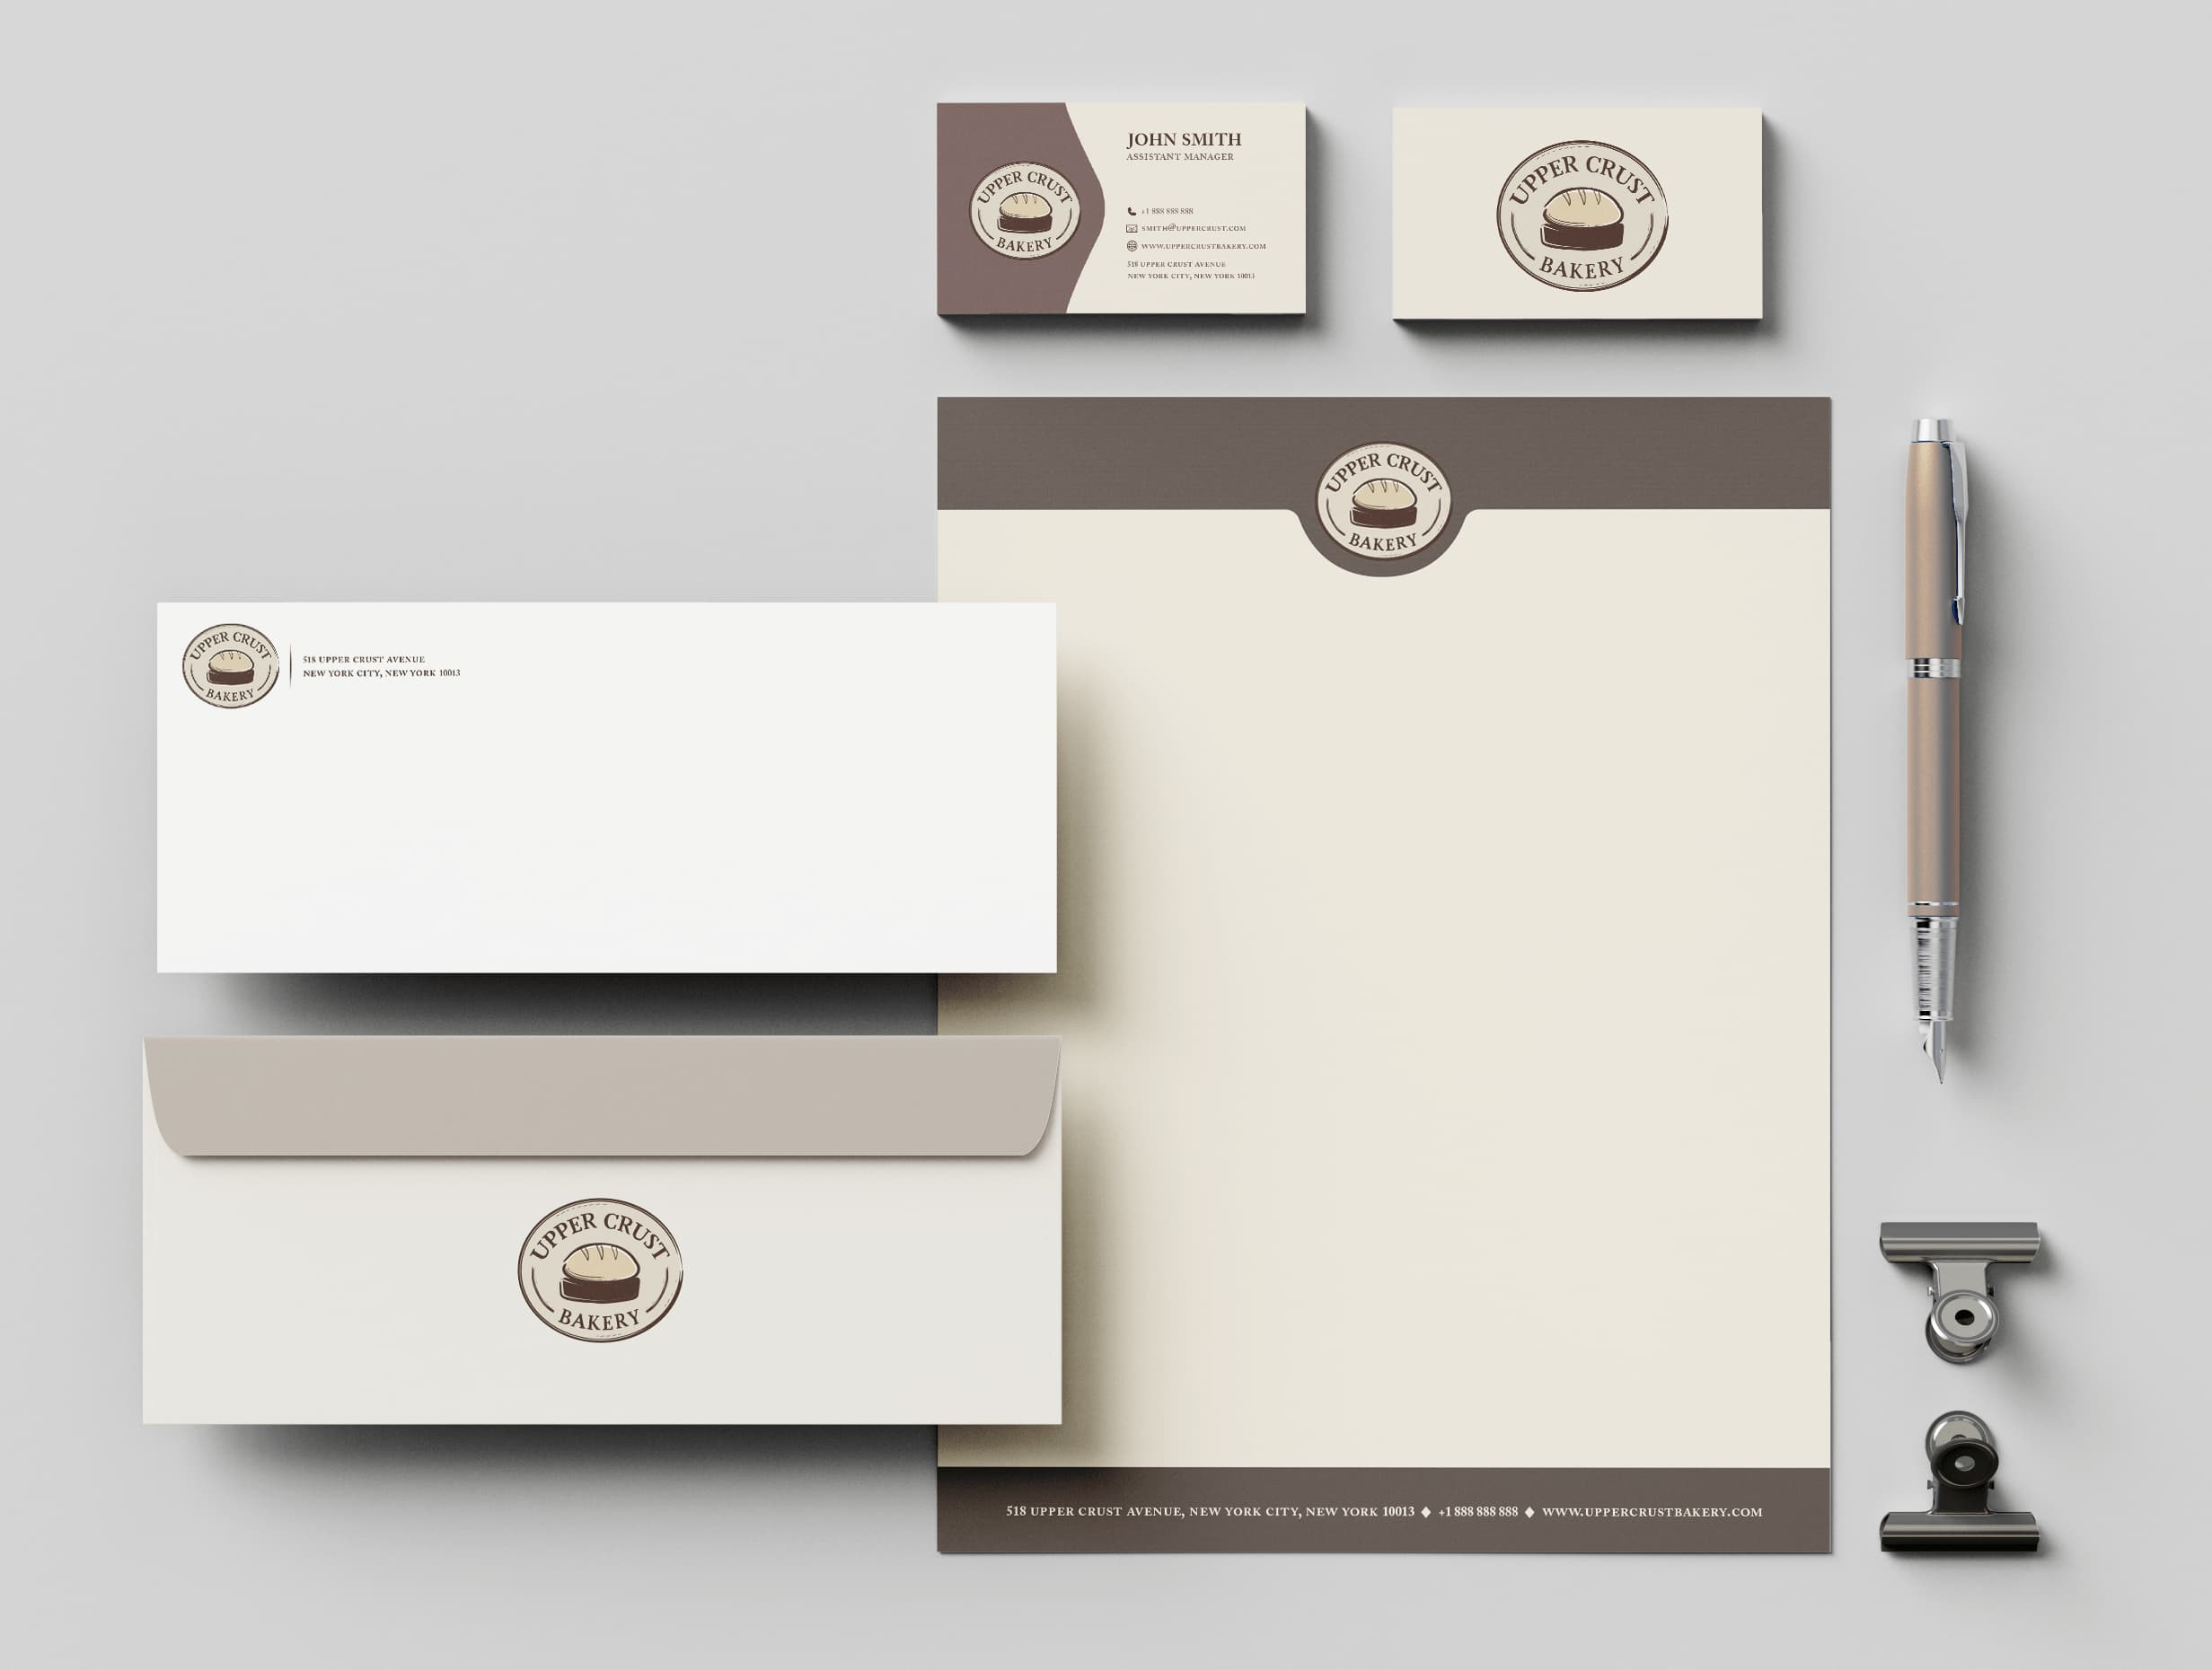 UPPER CRUST
BAKERY
JOHN SMITH
ASSISTANT MANAGER
+1 888 888 888
SMITH@UPPERCRUST.COM
WWW.UPPERCRUSTBAKERY.COM
518 UPPER CRUST AVENUE
NEW YORK CITY, NEW YORK 10013
UPPER CRUST
BAKERY
UPPER CRUST
BAKERY
UPPER CRUST
BAKERY
518 UPPER CRUST AVENUE
NEW YORK CITY, NEW YORK 10013
UPPER CRUST
BAKERY
518 UPPER CRUST AVENUE, NEW YORK CITY, NEW YORK 10013 ♦ +1 888 888 888 ♦ WWW.UPPERCRUSTBAKERY.COM